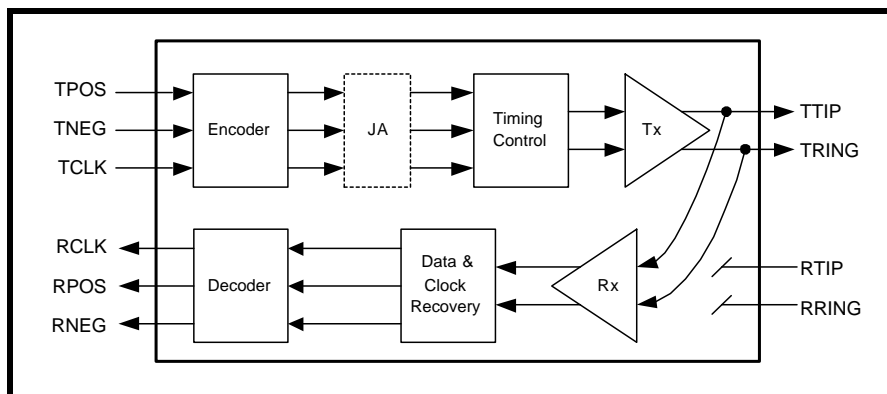 TPOS
TNEG
TCLK
Encoder
JA
Timing
Control
Tx
TTIP
TRING
RCLK
RPOS
RNEG
Decoder
Data &
Clock
Recovery
Rx
RTIP
RRING